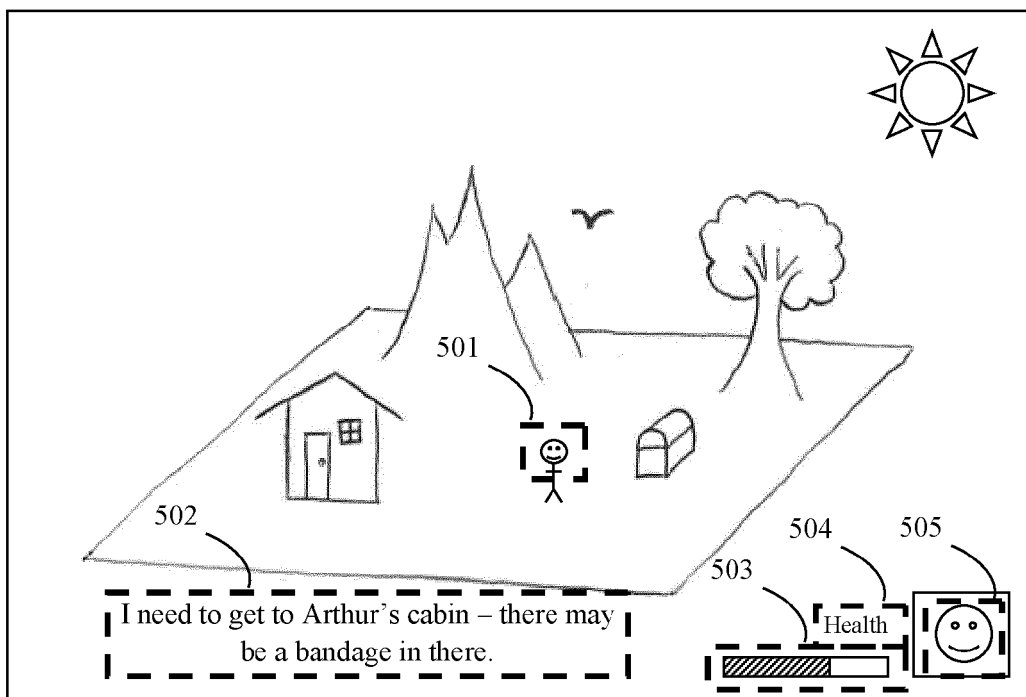 501
502
504
505
503
I need to get to Arthur’s cabin – there may
be a bandage in there.
Health